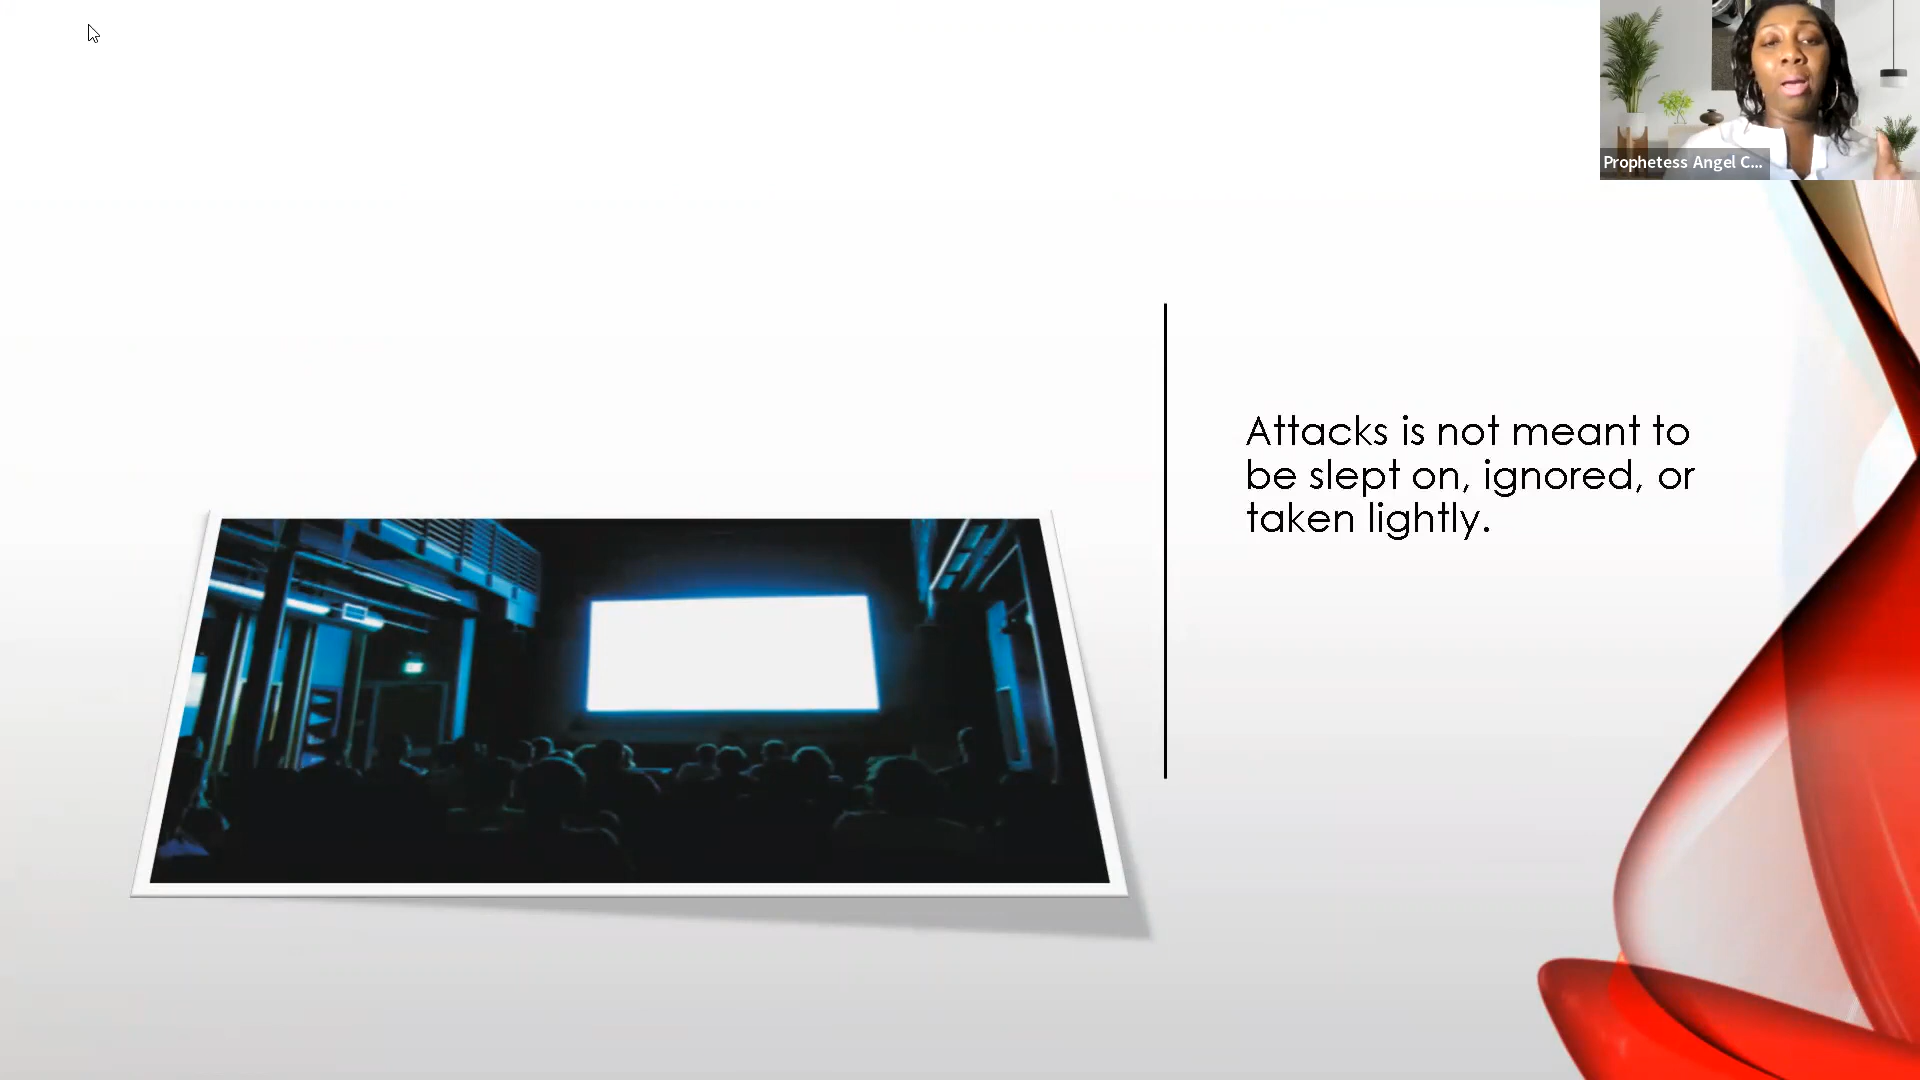 Prophetess Angel C...
Attacks is not meant to
be slept on, ignored, or
taken lightly.